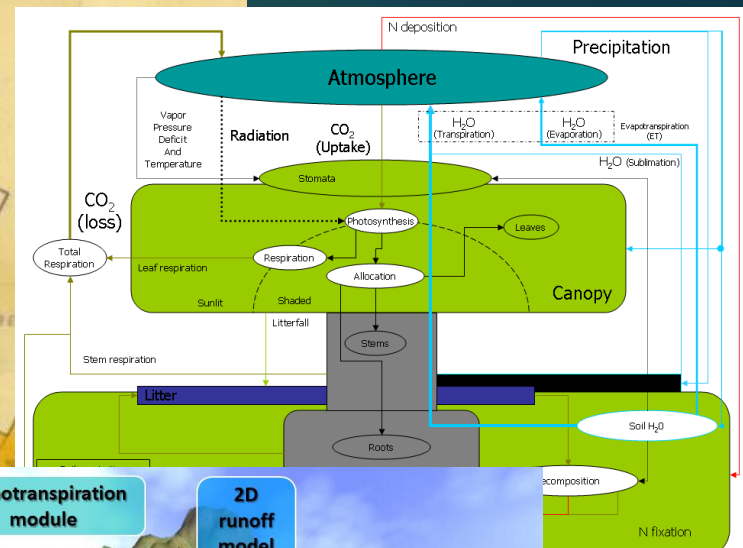 N deposition
Precipitation
Atmosphere
Vapor
Pressure
Deficit
And
Temperature
Radiation
CO2
(Uptake)
H2O
(Transpiration)
H2O
(Evaporation)
Evapotranspiration
(ET)
H2O (Sublimation)
Stomata
CO2
(loss)
Photosynthesis
Leaves
Total
Respiration
Leaf respiration
Respiration
Allocation
Canopy
Sunlit
Shaded
Litterfall
Stems
Stem respiration
Litter
Soil H20
Roots
ecomposition
N fixation
otranspiration
module
2D
runoff
model